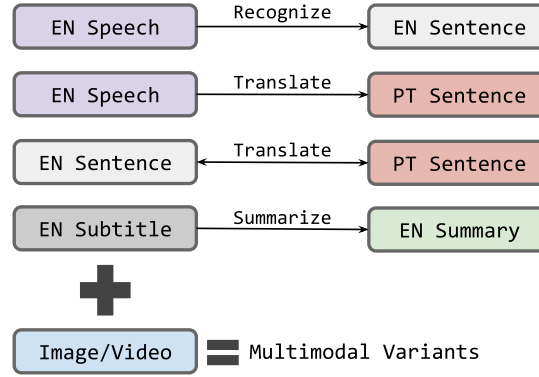 EN Speech Recognize EN Sentence
EN Speech Translate PT Sentence
EN Sentence Translate PT Sentence
EN Subtitle Summarize EN Summary
Image/Video Multimodal Variants